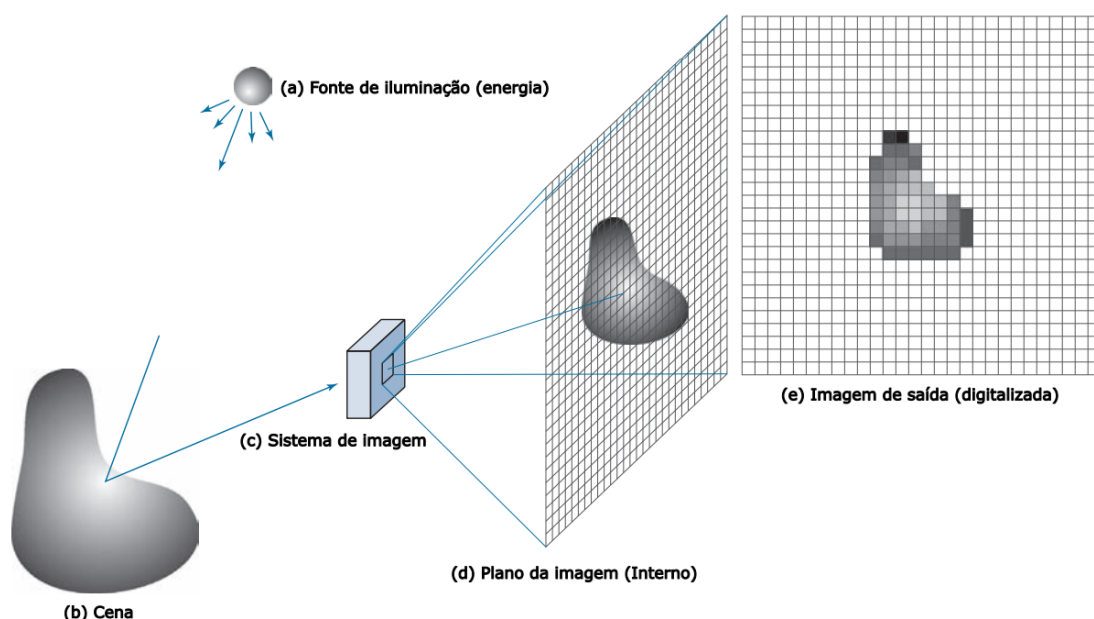 (a) Fonte de iluminação (energia)
(b) Cena
(c) Sistema de imagem
(d) Plano da imagem (Interno)
(e) Imagem de saída (digitalizada)